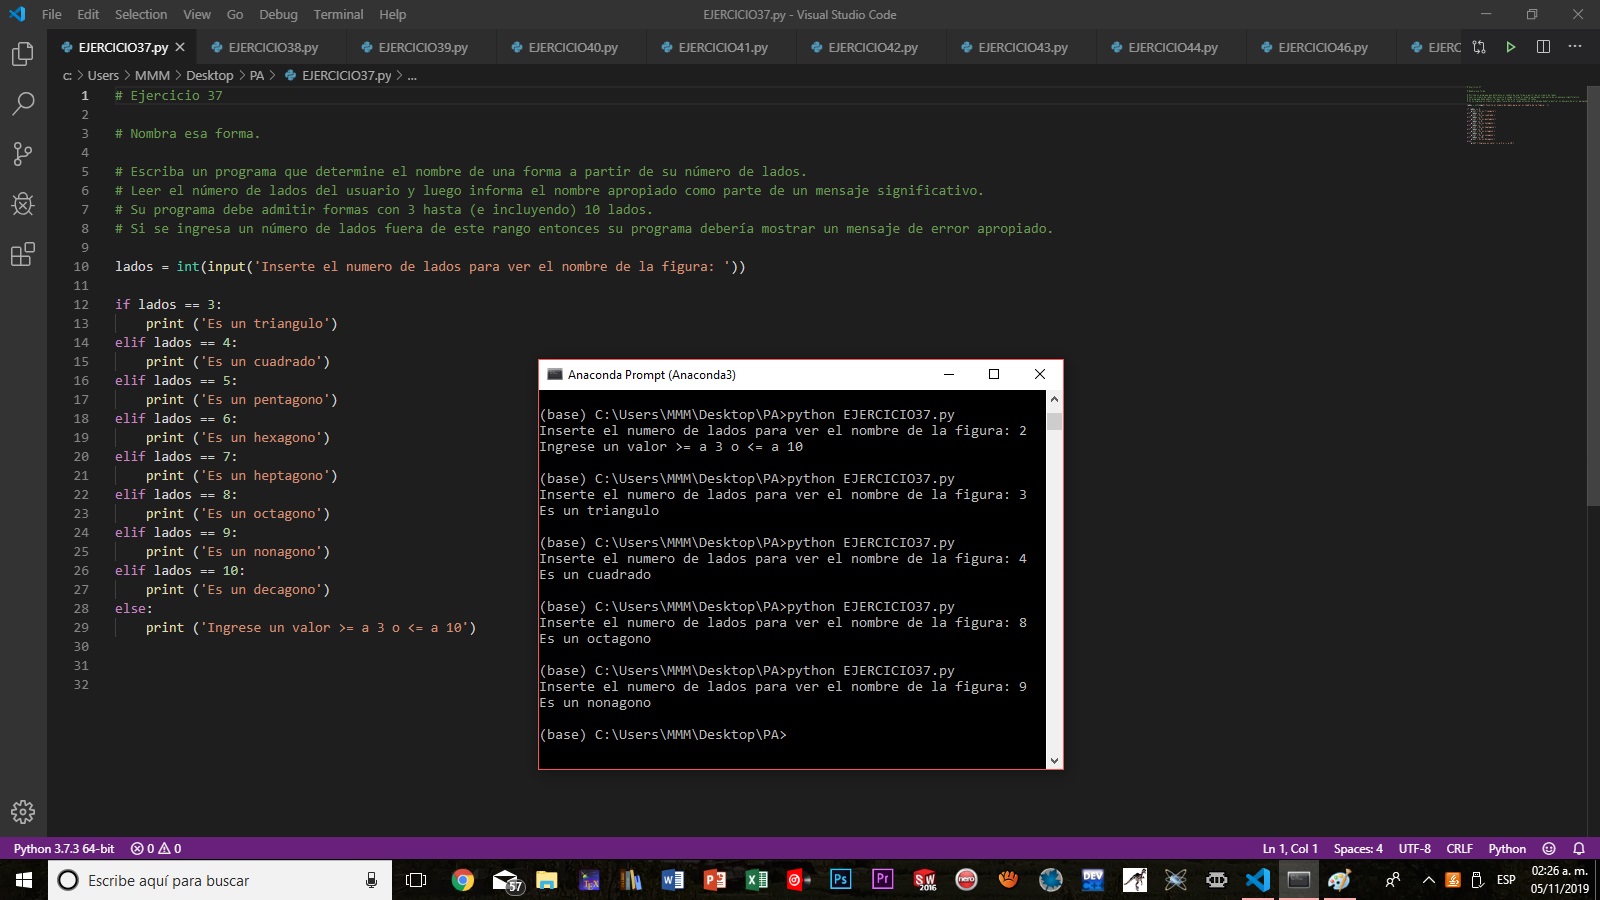 File Edit Selection View Go Debug Terminal Help
EJERCICIO37.py - Visual Studio Code
EJERCICIO37.py EJERCICIO38.py EJERCICIO39.py EJERCICIO40.py EJERCICIO41.py EJERCICIO42.py EJERCICIO43.py EJERCICIO44.py EJERCICIO46.py EJERC
c: > Users > MMM > Desktop > PA > EJERCICIO37.py > ...
1 # Ejercicio 37
2
3 # Nombra esa forma.
4
5 # Escriba un programa que determine el nombre de una forma a partir de su número de lados.
6 # Leer el número de lados del usuario y luego informa el nombre apropiado como parte de un mensaje significativo.
7 # Su programa debe admitir formas con 3 hasta (e incluyendo) 10 lados.
8 # Si se ingresa un número de lados fuera de este rango entonces su programa debería mostrar un mensaje de error apropiado.
9
10 lados = int(input('Inserte el numero de lados para ver el nombre de la figura: '))
11
12 if lados == 3:
13 print ('Es un triangulo')
14 elif lados == 4:
15 print ('Es un cuadrado')
16 elif lados == 5:
17 print ('Es un pentagono')
18 elif lados == 6:
19 print ('Es un hexagono')
20 elif lados == 7:
21 print ('Es un heptagono')
22 elif lados == 8:
23 print ('Es un octagono')
24 elif lados == 9:
25 print ('Es un nonagono')
26 elif lados == 10:
27 print ('Es un decagono')
28 else:
29 print ('Ingrese un valor >= a 3 o <= a 10')
30
31
32
Anaconda Prompt (Anaconda3)
(base) C:\Users\MMM\Desktop\PA>python EJERCICIO37.py
Inserte el numero de lados para ver el nombre de la figura: 2
Ingrese un valor >= a 3 o <= a 10
(base) C:\Users\MMM\Desktop\PA>python EJERCICIO37.py
Inserte el numero de lados para ver el nombre de la figura: 3
Es un triangulo
(base) C:\Users\MMM\Desktop\PA>python EJERCICIO37.py
Inserte el numero de lados para ver el nombre de la figura: 4
Es un cuadrado
(base) C:\Users\MMM\Desktop\PA>python EJERCICIO37.py
Inserte el numero de lados para ver el nombre de la figura: 8
Es un octagono
(base) C:\Users\MMM\Desktop\PA>python EJERCICIO37.py
Inserte el numero de lados para ver el nombre de la figura: 9
Es un nonagono
(base) C:\Users\MMM\Desktop\PA>
Python 3.7.3 64-bit 0 0 Ln 1, Col 1 Spaces: 4 UTF-8 CRLF Python
Escribe aquí para buscar 57 Ps Pr SW 2016 nero DEV ESP 02:26 a. m.
05/11/2019